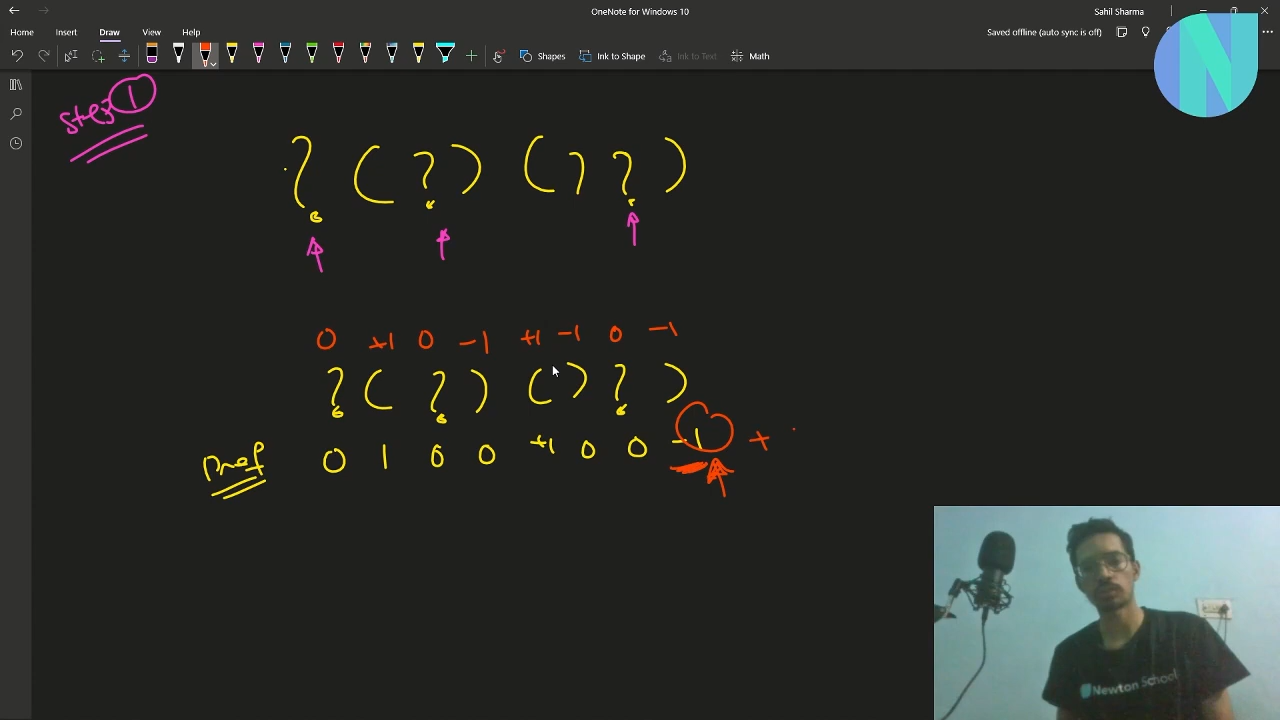 OneNote for Windows 10
Sahil Sharma
Home Insert Draw View Help
Saved offline (auto sync is off)
Shapes Ink to Shape Ink to Text Math
Step 1
? ( ? ) ( ) ? )
0 +1 0 -1 +1 -1 0 -1
? ( ? ) ( ) ? )
Pref 0 1 0 0 +1 0 0 -1 +
Newton School